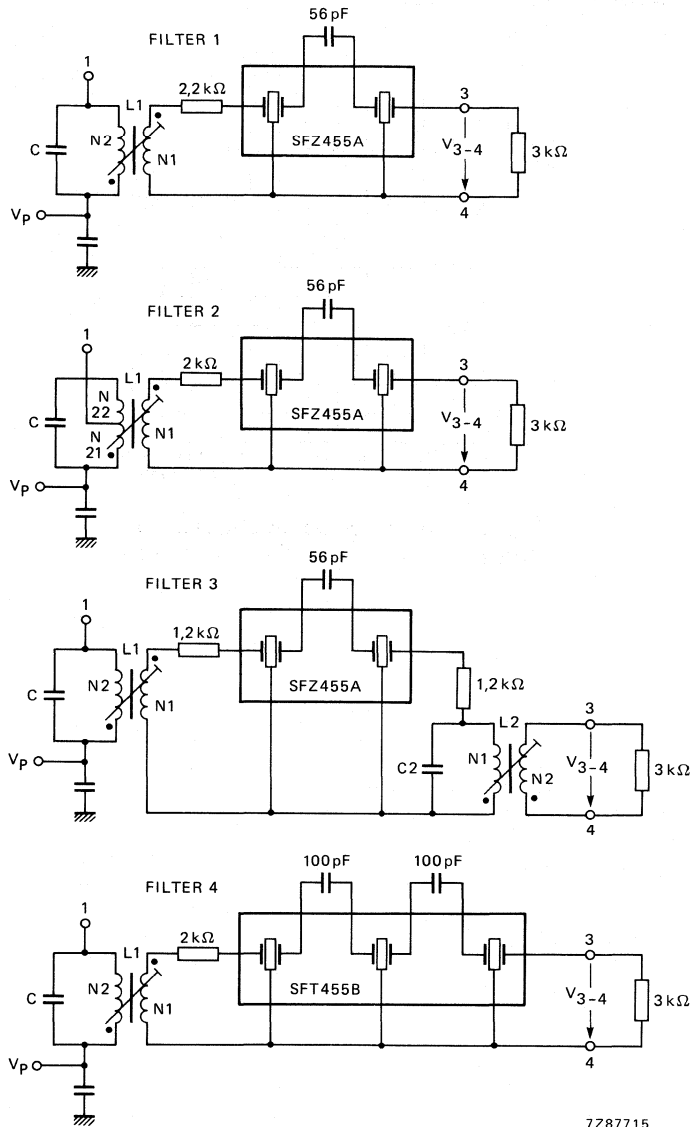 56 pF
FILTER 1
1
2,2 kΩ
L1
3
C
N2
N1
SFZ455A
V3-4
3 kΩ
VP
4
56 pF
FILTER 2
1
2 kΩ
L1
3
C
N
22
N
21
N1
SFZ455A
V3-4
3 kΩ
VP
4
56 pF
FILTER 3
1
1,2 kΩ
L1
C
N2
N1
SFZ455A
1,2 kΩ
L2
3
VP
C2
N1
N2
V3-4
3 kΩ
4
100 pF
100 pF
FILTER 4
1
2 kΩ
L1
3
C
N2
N1
SFT455B
V3-4
3 kΩ
VP
4
7Z87715